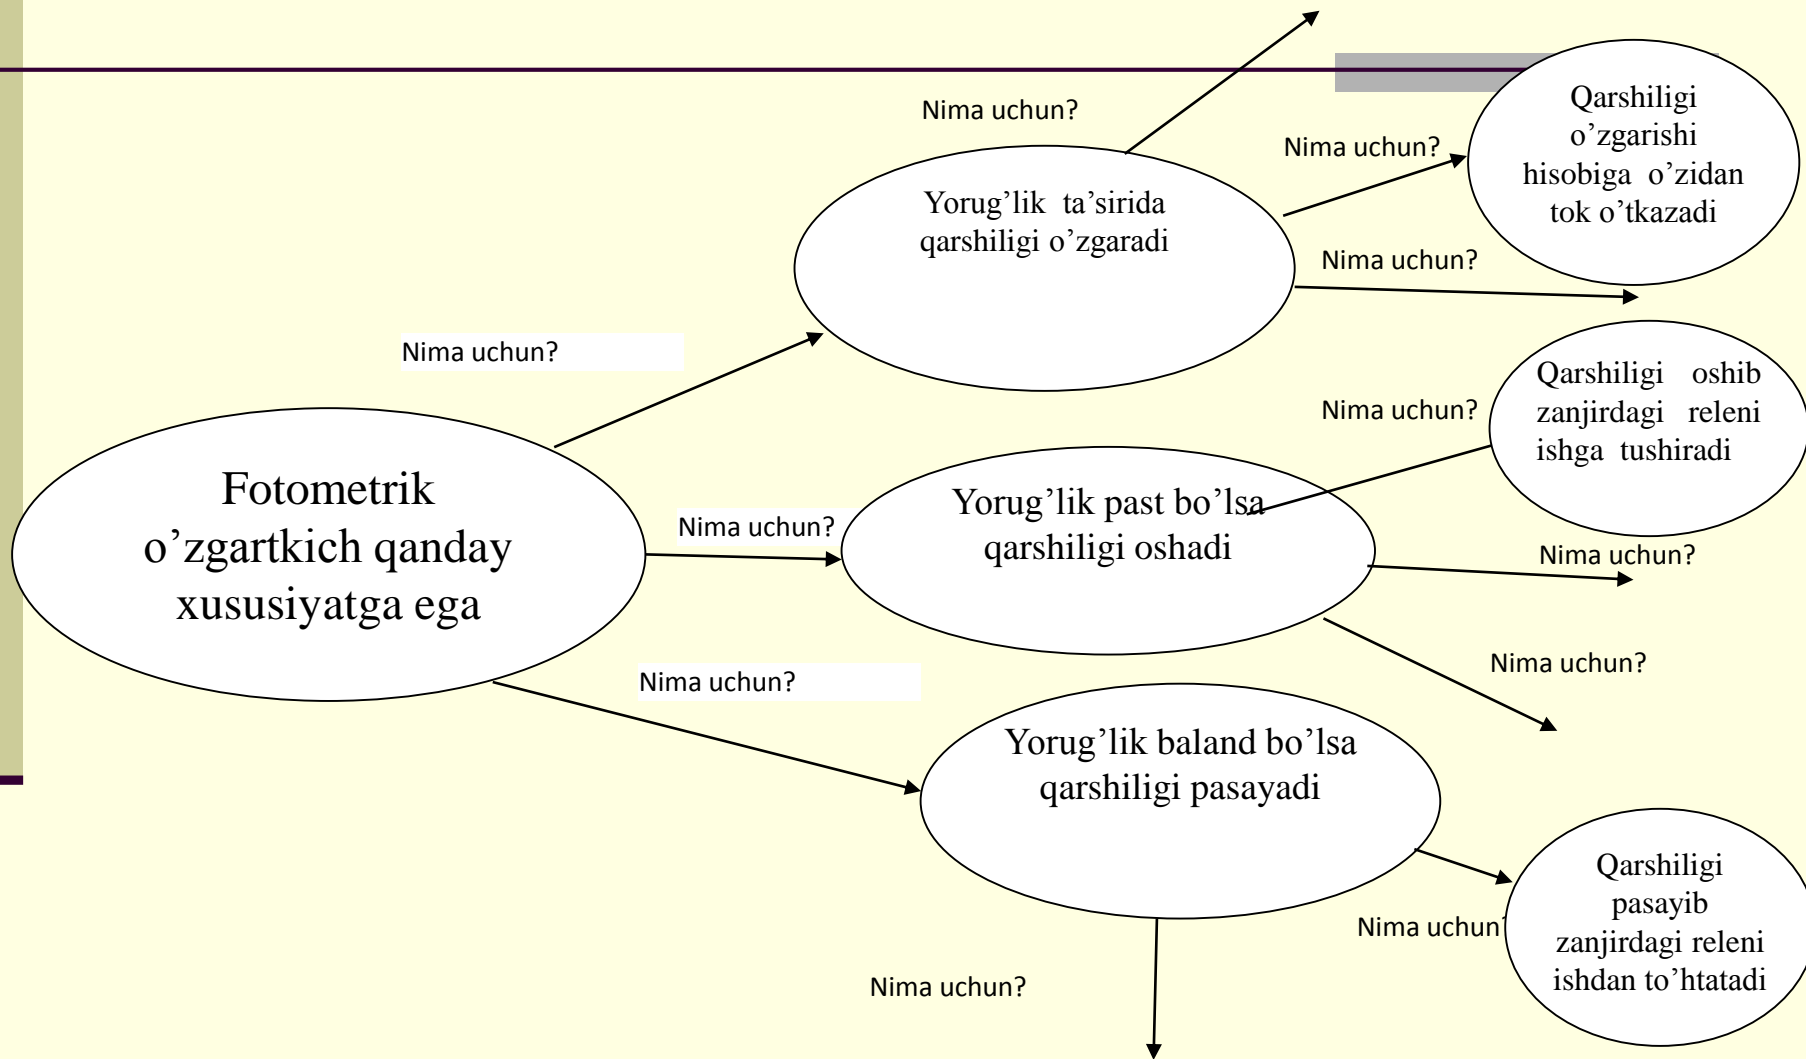 Nima uchun?
Nima uchun?
Qarshiligi
o’zgarishi
hisobiga o’zidan
tok o’tkazadi
Yorug’lik ta’sirida
qarshiligi o’zgaradi
Nima uchun?
Nima uchun?
Qarshiligi oshib
zanjirdagi releni
ishga tushiradi
Nima uchun?
Fotometrik
o’zgartkich qanday
xususiyatga ega
Nima uchun?
Yorug’lik past bo’lsa
qarshiligi oshadi
Nima uchun?
Nima uchun?
Nima uchun?
Yorug’lik baland bo’lsa
qarshiligi pasayadi
Qarshiligi
pasayib
zanjirdagi releni
ishdan to’htatadi
Nima uchun?
Nima uchun?